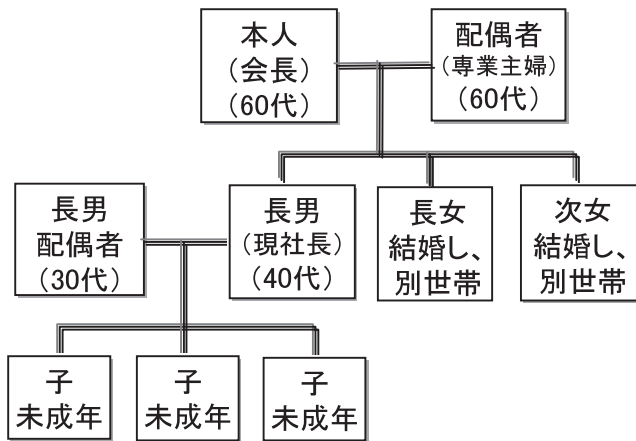 本人
(会長)
(60代)
配偶者
(専業主婦)
(60代)
長男
配偶者
(30代)
長男
(現社長)
(40代)
長女
結婚し、
別世帯
次女
結婚し、
別世帯
子
未成年
子
未成年
子
未成年